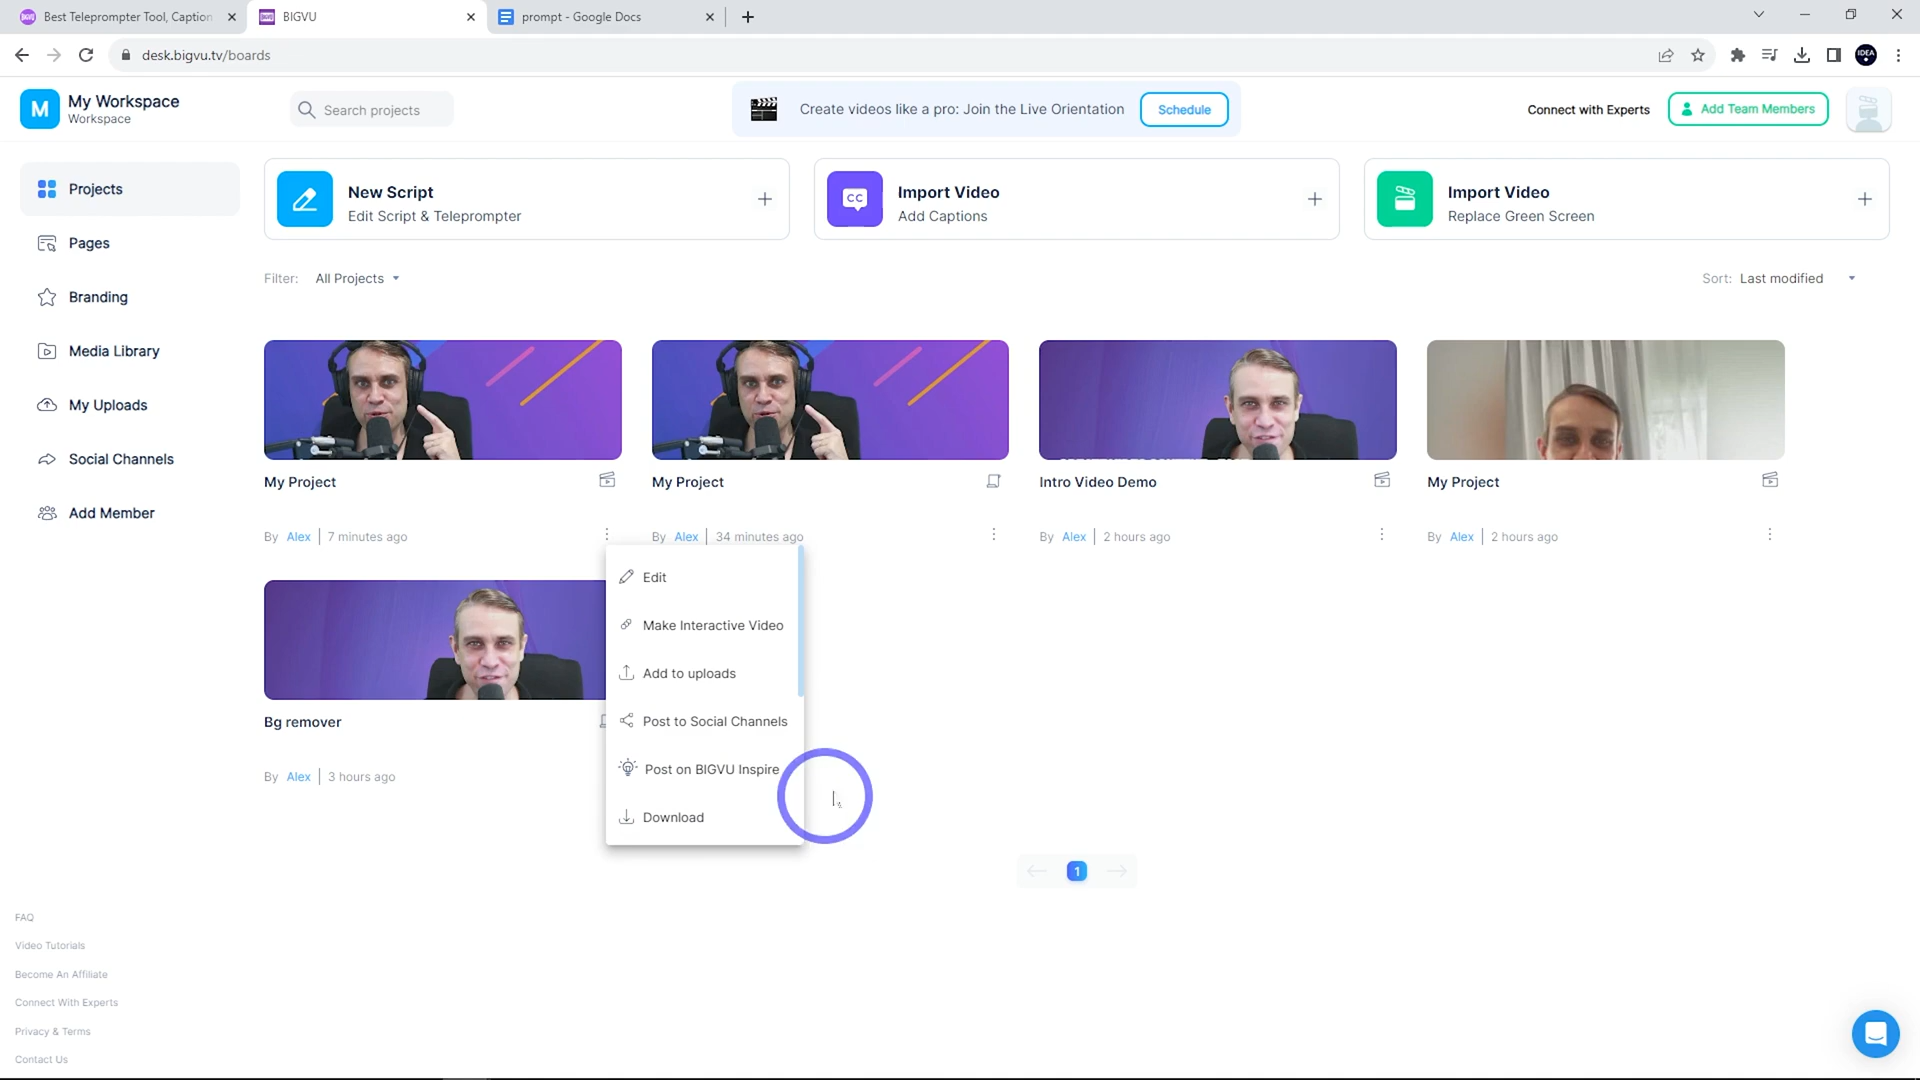 Best Teleprompter Tool, Caption
BIGVU
prompt - Google Docs
desk.bigvu.tv/boards
IDEA
M
My Workspace
Workspace
Search projects
Create videos like a pro: Join the Live Orientation
Schedule
Connect with Experts
Add Team Members
Projects
Pages
Branding
Media Library
My Uploads
Social Channels
Add Member
New Script
Edit Script & Teleprompter
CC
Import Video
Add Captions
Import Video
Replace Green Screen
Filter: All Projects
Sort: Last modified
My Project
My Project
Intro Video Demo
My Project
By Alex | 7 minutes ago
By Alex | 34 minutes ago
By Alex | 2 hours ago
By Alex | 2 hours ago
Edit
Make Interactive Video
Add to uploads
Post to Social Channels
Post on BIGVU Inspire
Download
Bg remover
By Alex | 3 hours ago
1
FAQ
Video Tutorials
Become An Affiliate
Connect With Experts
Privacy & Terms
Contact Us